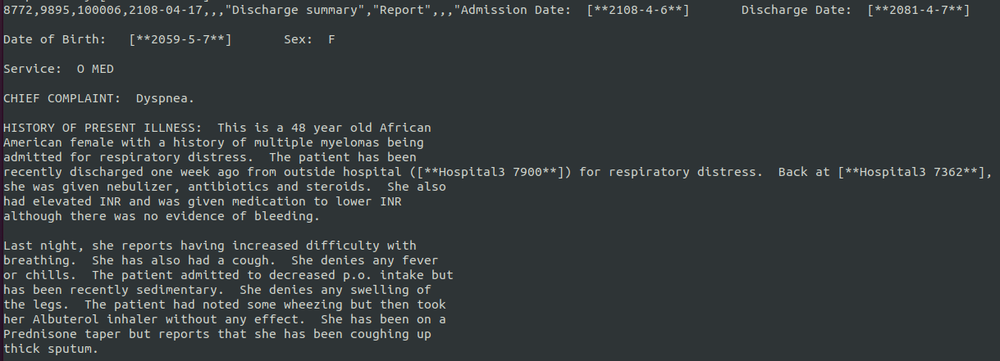 8772,9895,100006,2108-04-17,,,"Discharge summary","Report",,,"Admission Date:  [**2108-4-6**]       Discharge Date:  [**2081-4-7**]
Date of Birth:   [**2059-5-7**]       Sex:  F
Service:  O MED
CHIEF COMPLAINT:  Dyspnea.
HISTORY OF PRESENT ILLNESS:  This is a 48 year old African
American female with a history of multiple myelomas being
admitted for respiratory distress.  The patient has been
recently discharged one week ago from outside hospital ([**Hospital3 7900**]) for respiratory distress.  Back at [**Hospital3 7362**],
she was given nebulizer, antibiotics and steroids.  She also
had elevated INR and was given medication to lower INR
although there was no evidence of bleeding.
Last night, she reports having increased difficulty with
breathing.  She has also had a cough.  She denies any fever
or chills.  The patient admitted to decreased p.o. intake but
has been recently sedimentary.  She denies any swelling of
the legs.  The patient had noted some wheezing but then took
her Albuterol inhaler without any effect.  She has been on a
Prednisone taper but reports that she has been coughing up
thick sputum.